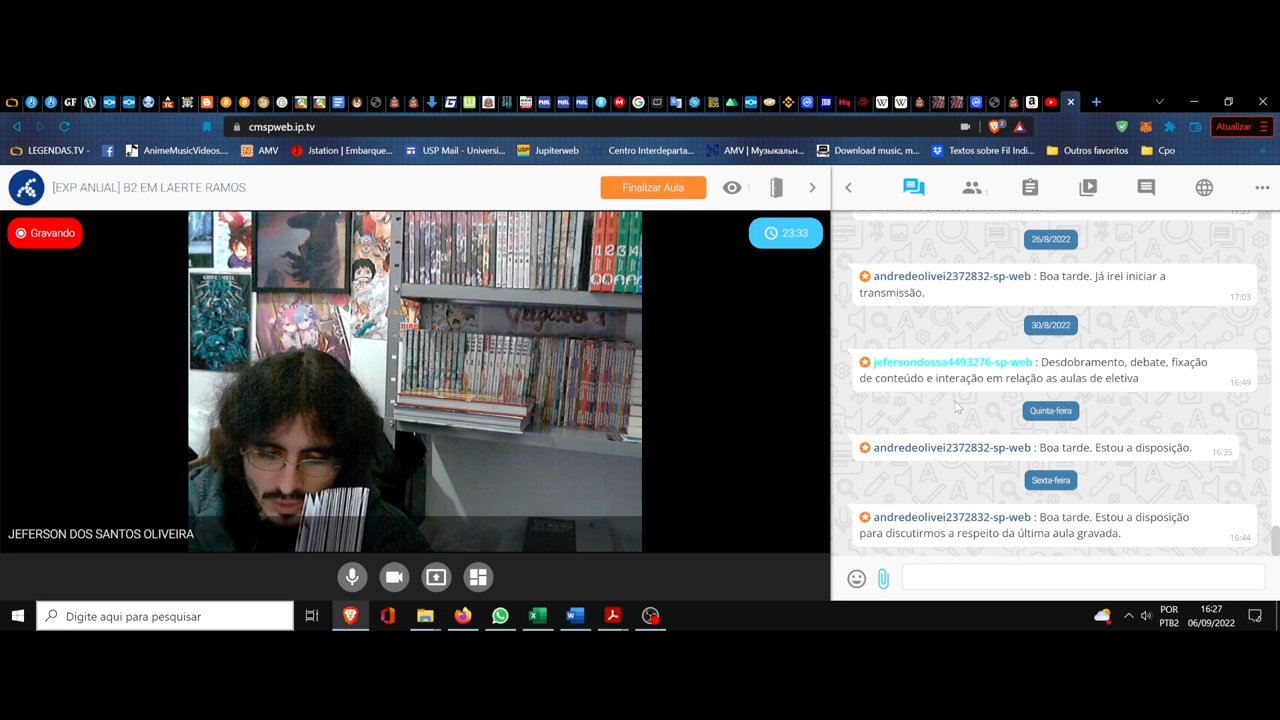 cmspweb.ip.tv
Atualizar
LEGENDAS.TV -
AnimeMusicVideos...
AMV
Jstation | Embarque...
USP Mail - Universi...
Jupiterweb
Centro Interdeparta...
AMV | Музыкальн...
Download music, m...
Textos sobre Fil Indi...
Outros favoritos
Cpo
[EXP ANUAL] B2 EM LAERTE RAMOS
Finalizar Aula
1
1
Gravando
23:33
JEFERSON DOS SANTOS OLIVEIRA
17:27
26/8/2022
andredeolivei2372832-sp-web : Boa tarde. Já irei iniciar a
transmissão.
17:03
30/8/2022
jefersondossa4493276-sp-web : Desdobramento, debate, fixação
de conteúdo e interação em relação as aulas de eletiva
16:49
Quinta-feira
andredeolivei2372832-sp-web : Boa tarde. Estou a disposição.
16:35
Sexta-feira
andredeolivei2372832-sp-web : Boa tarde. Estou a disposição
para discutirmos a respeito da última aula gravada.
16:44
Digite aqui para pesquisar
POR
PTB2
16:27
06/09/2022